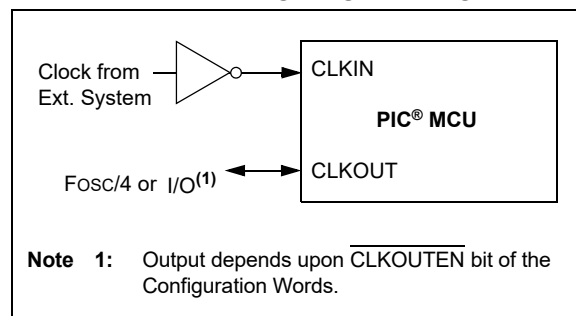 Clock from
Ext. System
CLKIN
PIC® MCU
FOSC/4 or I/O(1)
CLKOUT
Note 1: Output depends upon CLKOUTEN bit of the
Configuration Words.